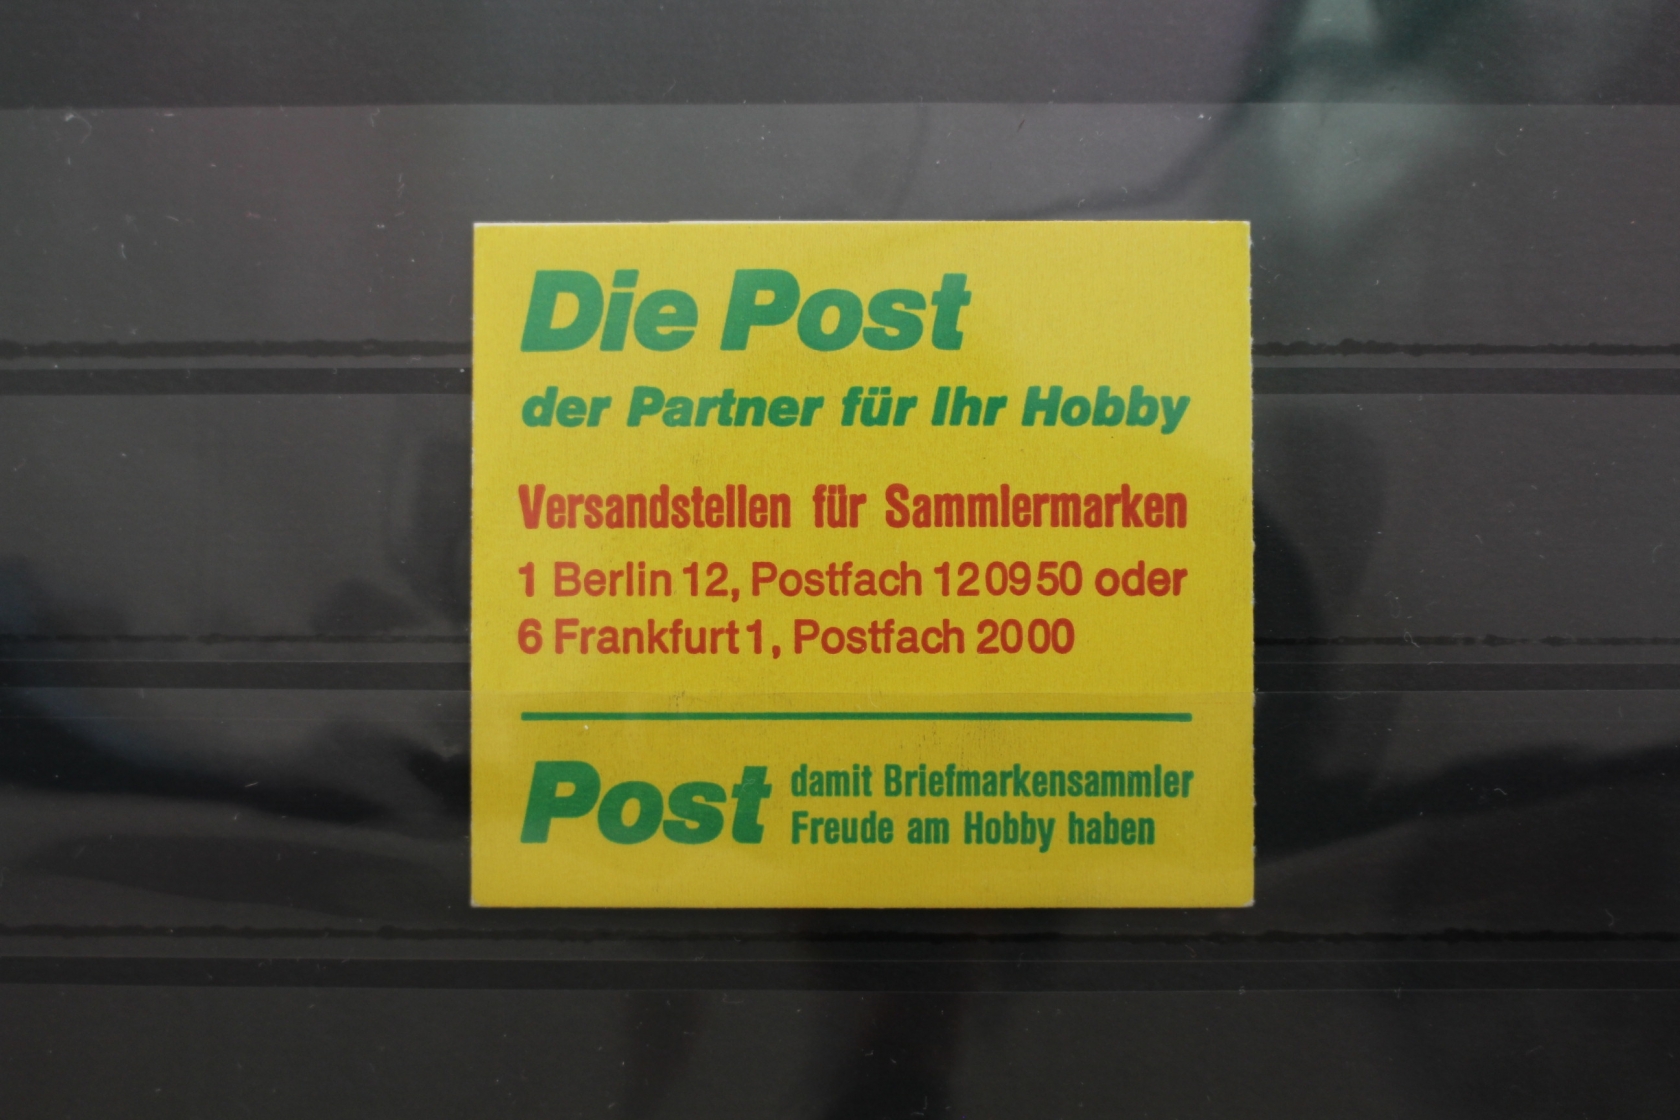 Die Post
der Partner für Ihr Hobby
Versandstellen für Sammlermarken
1 Berlin 12, Postfach 120950 oder
6 Frankfurt 1, Postfach 2000
Post damit Briefmarkensammler
Freude am Hobby haben